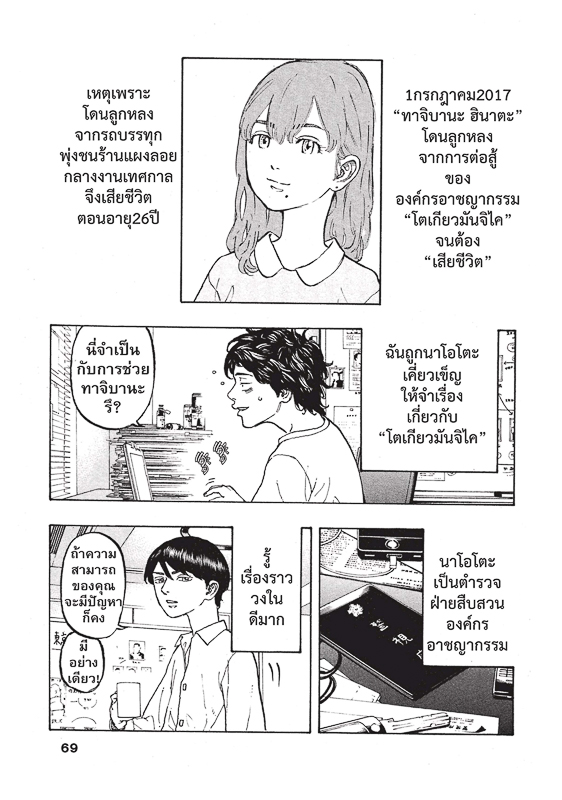 1กรกฎาคม2017
“ทาจิบานะ ฮินาตะ”
โดนลูกหลง
จากการต่อสู้
ของ
องค์กรอาชญากรรม
“โตเกียวมันจิไค”
จนต้อง
“เสียชีวิต”
เหตุเพราะ
โดนลูกหลง
จากรถบรรทุก
พุ่งชนร้านแผงลอย
กลางงานเทศกาล
จึงเสียชีวิต
ตอนอายุ26ปี
ฉันถูกนาโอโตะ
เคี่ยวเข็ญ
ให้จำเรื่อง
เกี่ยวกับ
“โตเกียวมันจิไค”
นี่จำเป็น
กับการช่วย
ทาจิบานะ
รึ?
นาโอโตะ
เป็นตำรวจ
ฝ่ายสืบสวน
องค์กร
อาชญากรรม
รู้
เรื่องราว
วงใน
ดีมาก
ถ้าความ
สามารถ
ของคุณ
จะมีปัญหา
ก็คง
มี
อย่าง
เดียว!
69